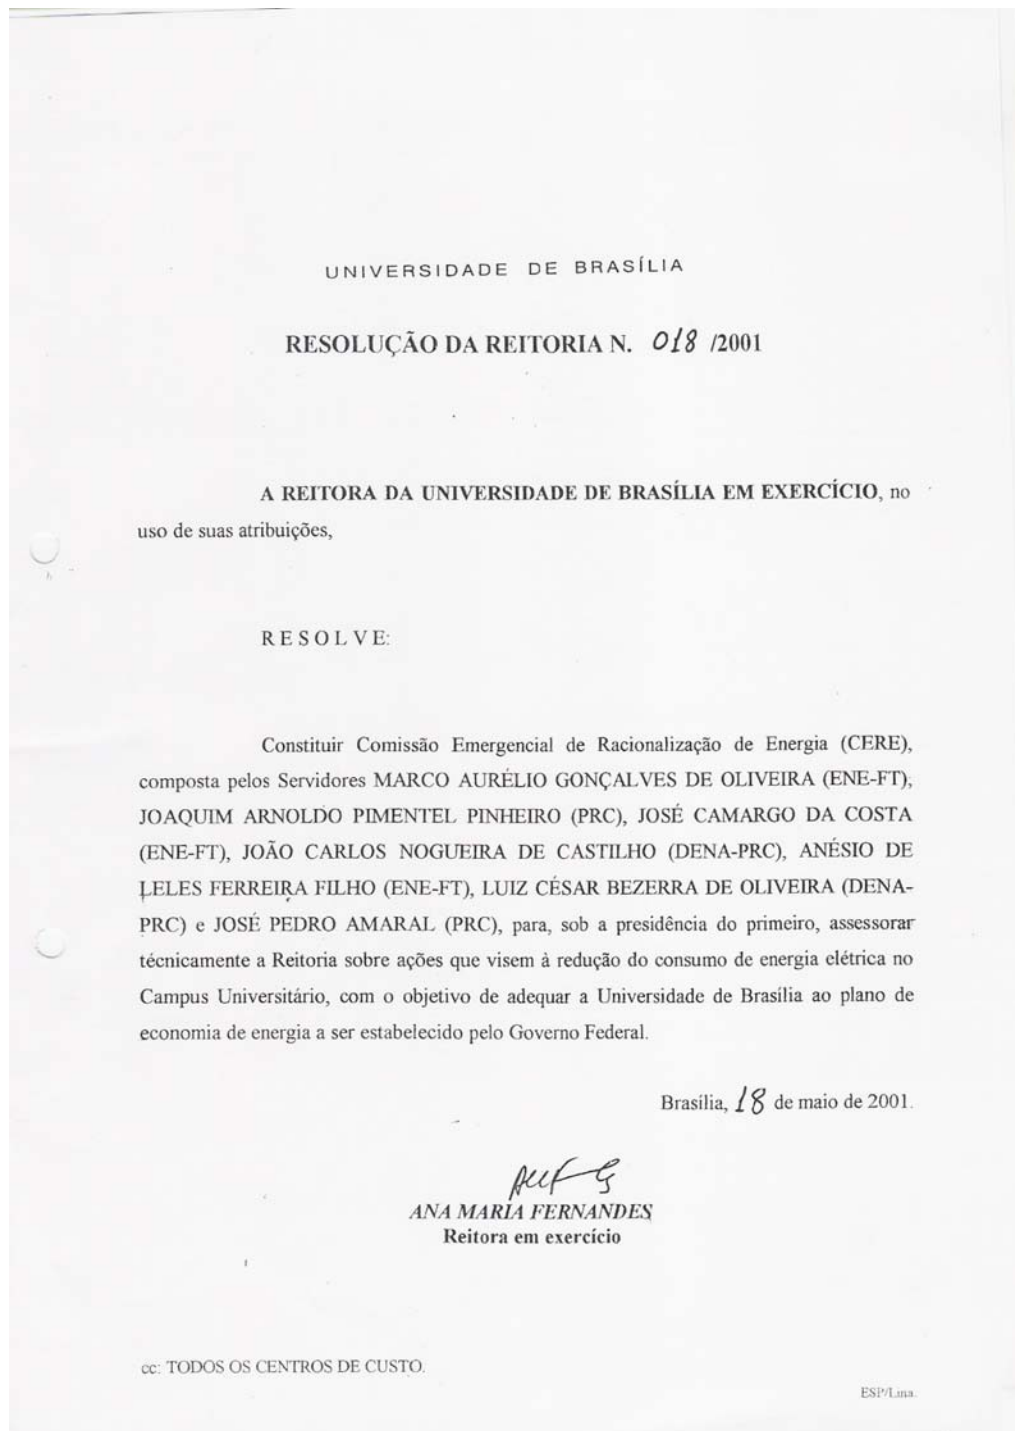 UNIVERSIDADE DE BRASÍLIA
RESOLUÇÃO DA REITORIA N. 018 /2001
A REITORA DA UNIVERSIDADE DE BRASÍLIA EM EXERCÍCIO, no
uso de suas atribuições,
R E S O L V E:
Constituir Comissão Emergencial de Racionalização de Energia (CERE),
composta pelos Servidores MARCO AURÉLIO GONÇALVES DE OLIVEIRA (ENE-FT),
JOAQUIM ARNOLDO PIMENTEL PINHEIRO (PRC), JOSÉ CAMARGO DA COSTA
(ENE-FT), JOÃO CARLOS NOGUEIRA DE CASTILHO (DENA-PRC), ANÉSIO DE
LELES FERREIRA FILHO (ENE-FT), LUIZ CÉSAR BEZERRA DE OLIVEIRA (DENA-
PRC) e JOSÉ PEDRO AMARAL (PRC), para, sob a presidência do primeiro, assessorar
técnicamente a Reitoria sobre ações que visem à redução do consumo de energia elétrica no
Campus Universitário, com o objetivo de adequar a Universidade de Brasília ao plano de
economia de energia a ser estabelecido pelo Governo Federal.
Brasília, 18 de maio de 2001.
ANA MARIA FERNANDES
Reitora em exercício
cc: TODOS OS CENTROS DE CUSTO.
ESP/Lina.